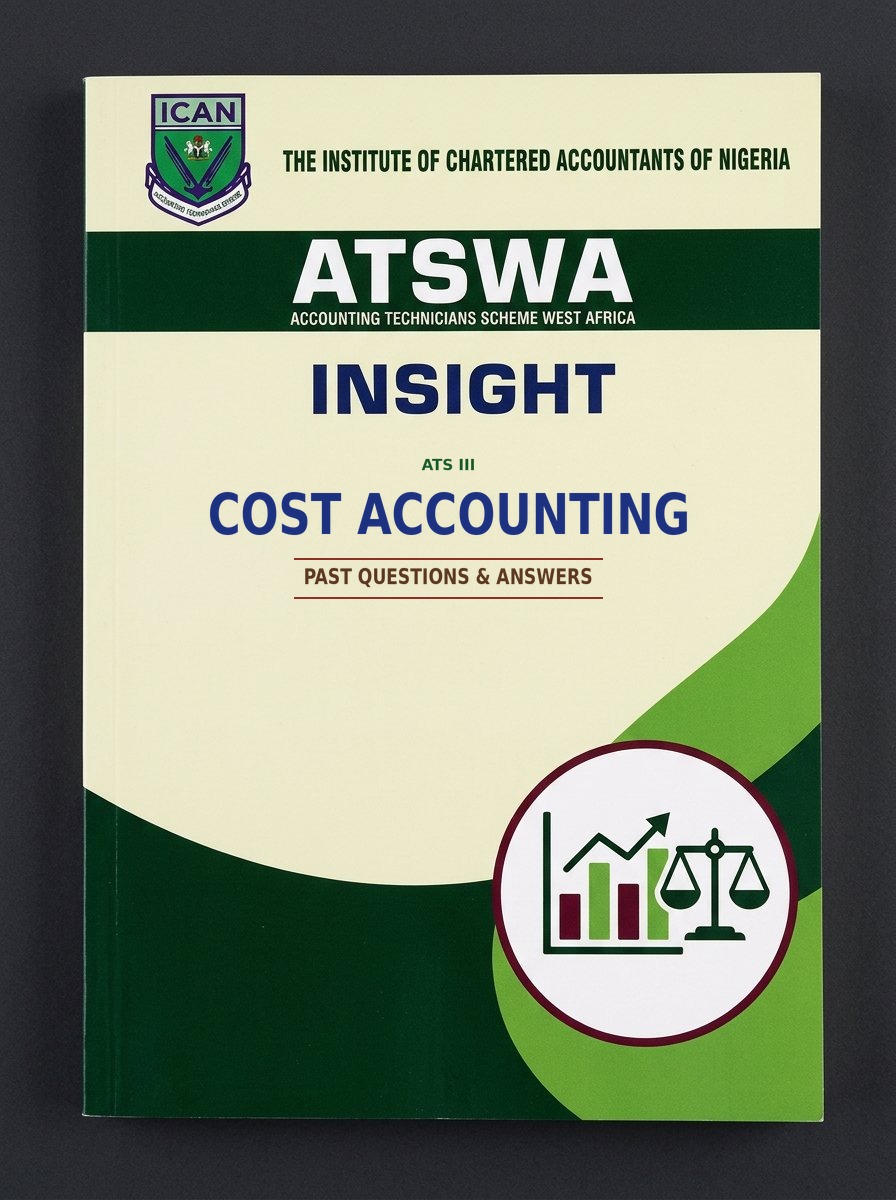 ICAN
THE INSTITUTE OF CHARTERED ACCOUNTANTS OF NIGERIA
ATSWA
ACCOUNTING TECHNICIANS SCHEME WEST AFRICA
INSIGHT
ATS III
COST ACCOUNTING
PAST QUESTIONS & ANSWERS